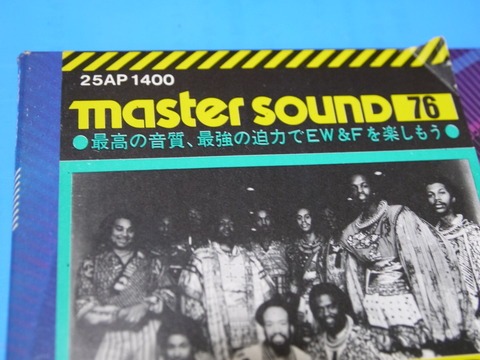 25AP 1400
master sound 76
●最高の音質、最強の迫力でEW&Fを楽しもう●